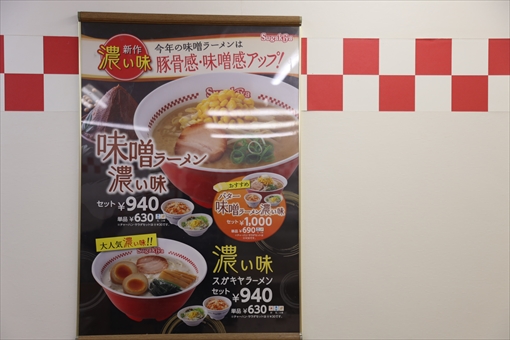 新作
濃い味
今年の味噌ラーメンは
豚骨感・味噌感アップ!
Sugakiya
味噌ラーメン
濃い味
セット ¥940
単品 ¥630
おすすめ
バター
味噌ラーメン濃い味
セット ¥1,000
単品 ¥690
大人気濃い味!!
濃い味
スガキヤラーメン
セット ¥940
単品 ¥630